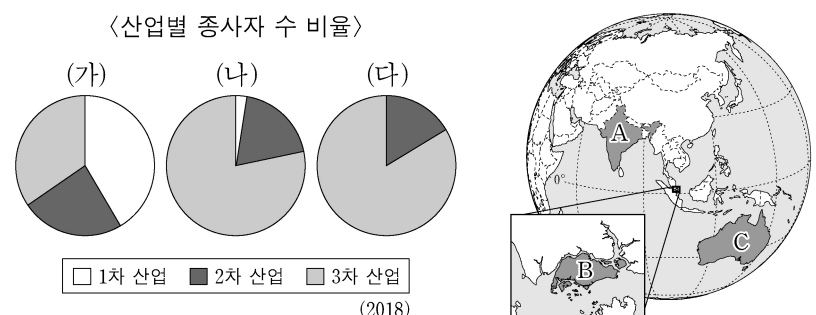 〈산업별 종사자 수 비율〉
(가) (나) (다)
1차 산업 2차 산업 3차 산업
(2018)
A
0°
B
C